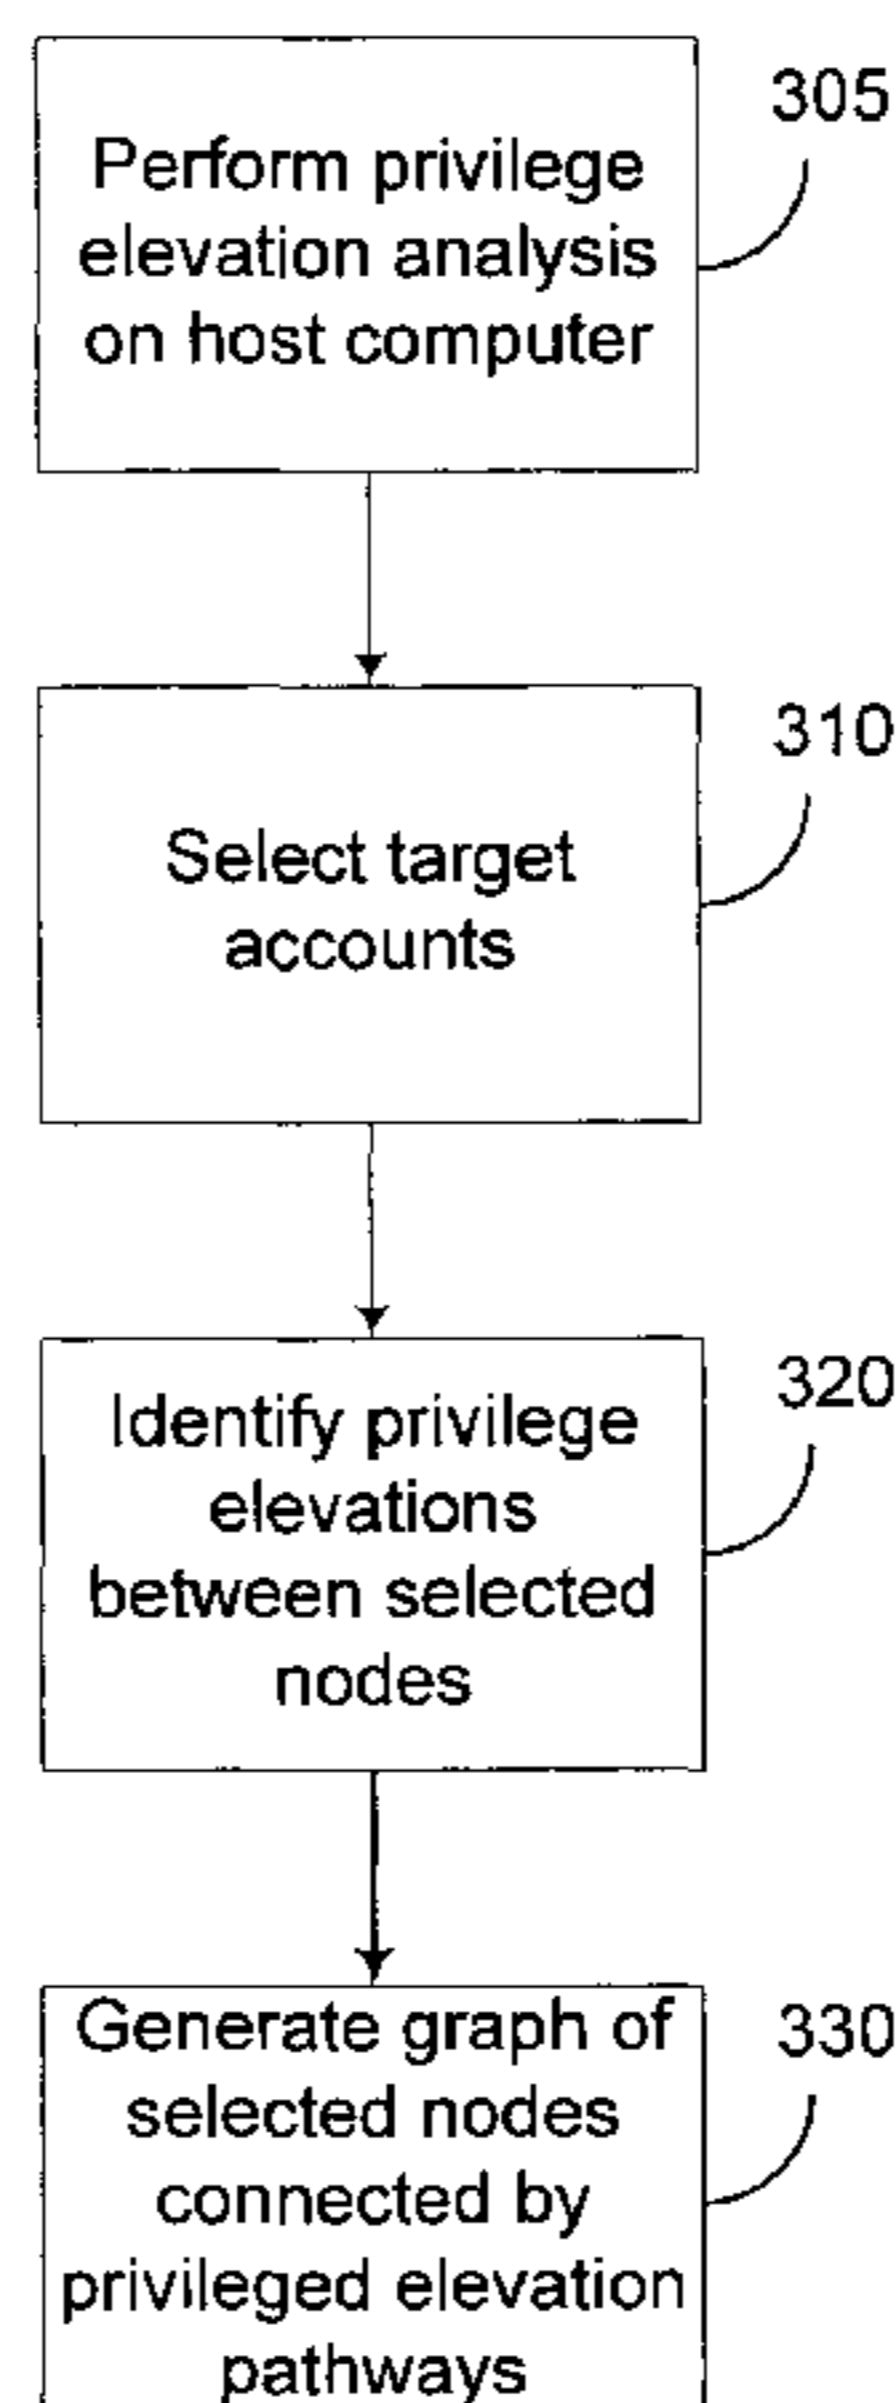 305
Perform privilege
elevation analysis
on host computer
310
Select target
accounts
320
Identify privilege
elevations
between selected
nodes
330
Generate graph of
selected nodes
connected by
privileged elevation
pathways